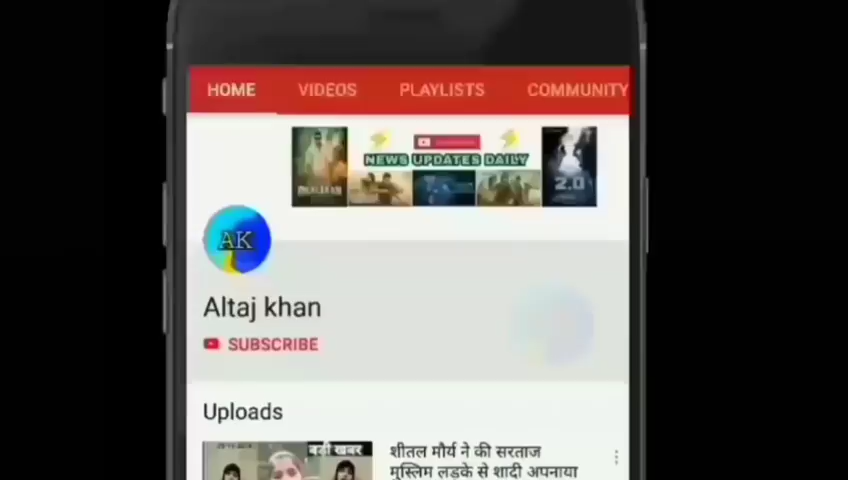 HOME VIDEOS PLAYLISTS COMMUNITY
NEWS UPDATES DAILY
2.0
AK
Altaj khan
SUBSCRIBE
Uploads
बड़ी खबर
शीतल मौर्य ने की सरताज
मुस्लिम लड़के से शादी अपनाया